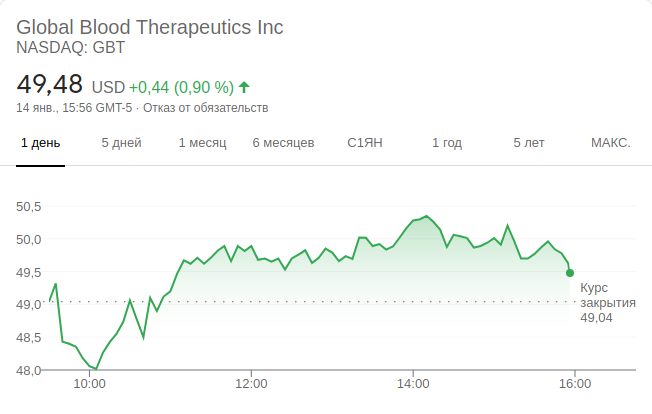 Global Blood Therapeutics Inc
NASDAQ: GBT
49,48 USD +0,44 (0,90 %)
14 янв., 15:56 GMT-5 · Отказ от обязательств
1 день 5 дней 1 месяц 6 месяцев С1ЯН 1 год 5 лет МАКС.
50,5
50,0
49,5
49,0
48,5
48,0
Курс
закрытия
49,04
10:00 12:00 14:00 16:00